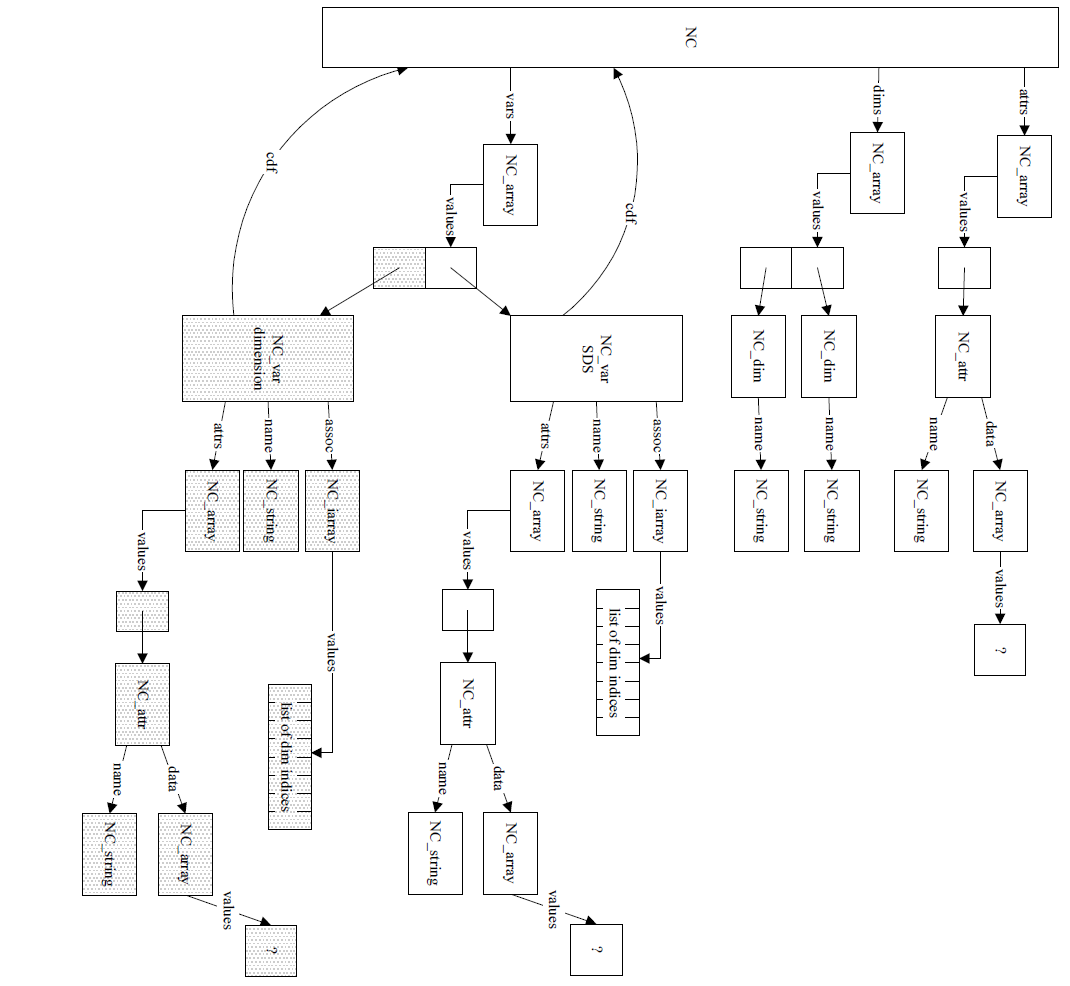 NC
attrs
dims
vars
cdf
cdf
NC_array
NC_array
NC_array
values
values
values
NC_attr
NC_dim
NC_dim
NC_var
SDS
NC_var
dimension
data
name
name
name
assoc
name
attrs
assoc
name
attrs
NC_array
NC_string
NC_string
NC_string
NC_iarray
NC_string
NC_array
NC_iarray
NC_string
NC_array
values
values
values
values
values
?
list of dim indices
list of dim indices
NC_attr
NC_attr
data
name
data
name
NC_array
NC_string
NC_array
NC_string
values
values
?
?